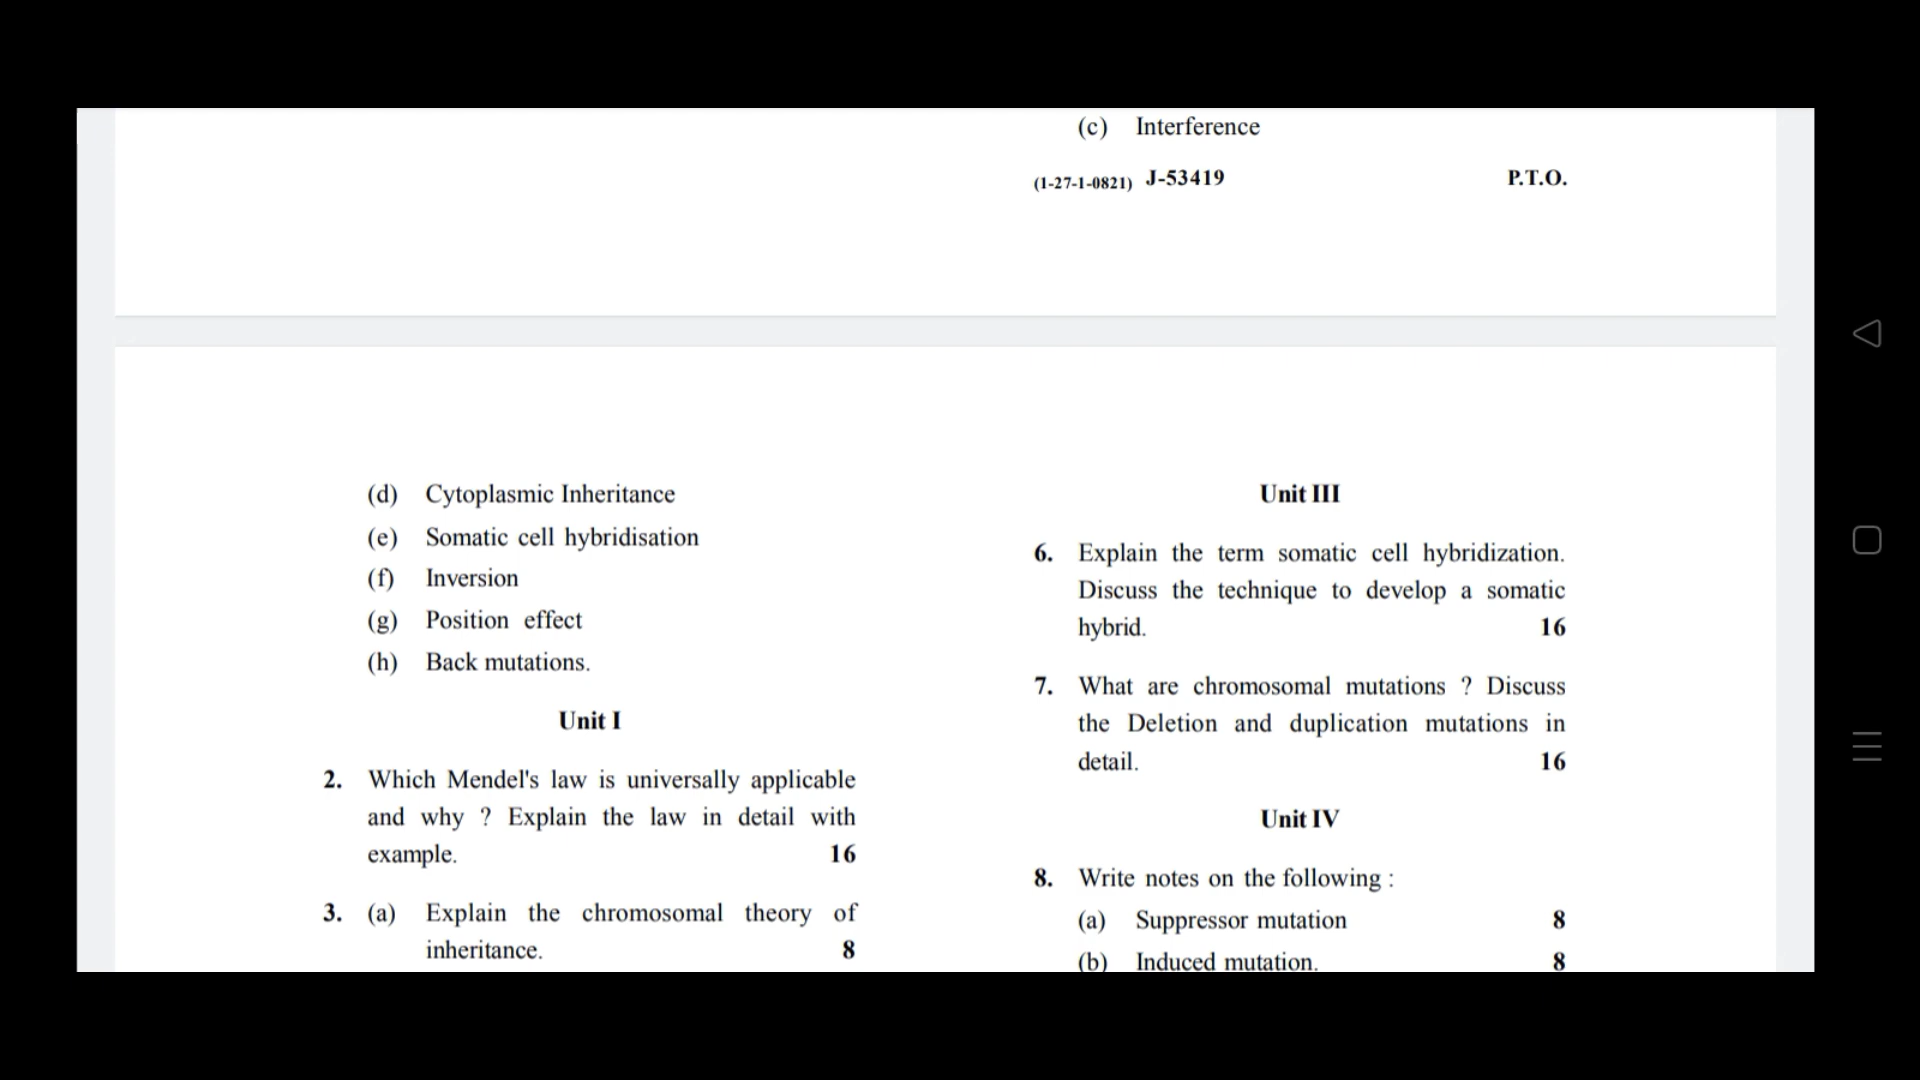 (c) Interference
(1-27-1-0821) J-53419 P.T.O.
(d) Cytoplasmic Inheritance
(e) Somatic cell hybridisation
(f) Inversion
(g) Position effect
(h) Back mutations.
Unit I
2. Which Mendel's law is universally applicable
and why ? Explain the law in detail with
example. 16
3. (a) Explain the chromosomal theory of
inheritance. 8
Unit III
6. Explain the term somatic cell hybridization.
Discuss the technique to develop a somatic
hybrid. 16
7. What are chromosomal mutations ? Discuss
the Deletion and duplication mutations in
detail. 16
Unit IV
8. Write notes on the following :
(a) Suppressor mutation 8
(b) Induced mutation. 8